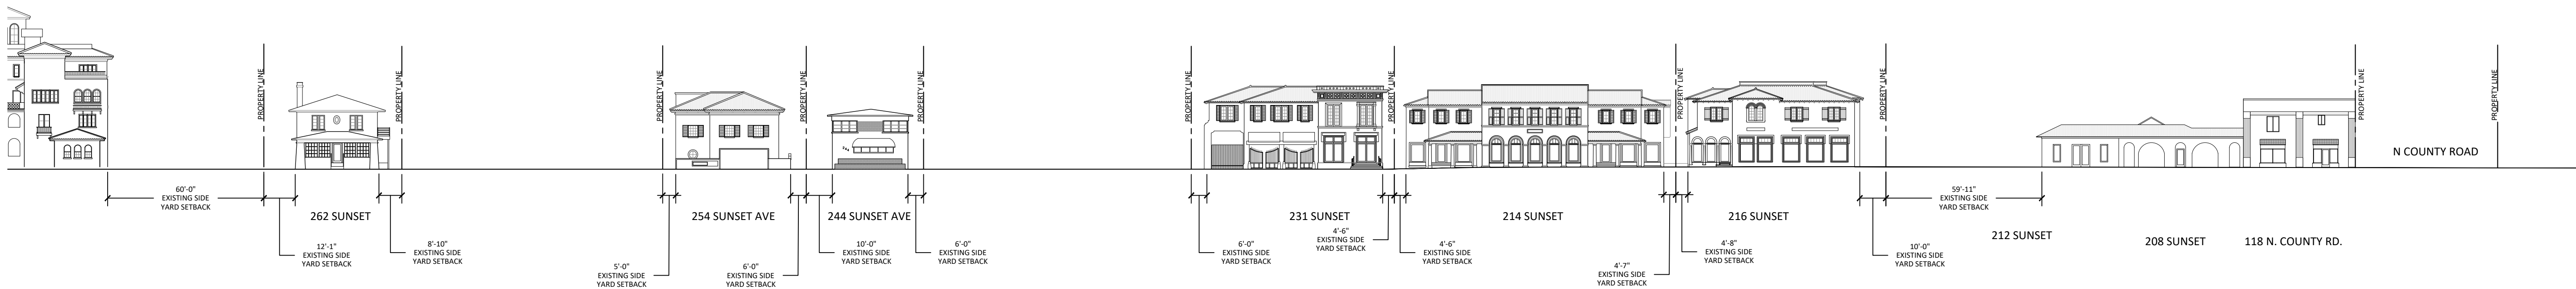 PROPERTY LINE
PROPERTY LINE
PROPERTY LINE
PROPERTY LINE
PROPERTY LINE
PROPERTY LINE
PROPERTY LINE
PROPERTY LINE
PROPERTY LINE
PROPERTY LINE
PROPERTY LINE
N COUNTY ROAD
60'-0"
EXISTING SIDE
YARD SETBACK
262 SUNSET
12'-1"
EXISTING SIDE
YARD SETBACK
8'-10"
EXISTING SIDE
YARD SETBACK
254 SUNSET AVE
5'-0"
EXISTING SIDE
YARD SETBACK
6'-0"
EXISTING SIDE
YARD SETBACK
244 SUNSET AVE
10'-0"
EXISTING SIDE
YARD SETBACK
6'-0"
EXISTING SIDE
YARD SETBACK
231 SUNSET
6'-0"
EXISTING SIDE
YARD SETBACK
4'-6"
EXISTING SIDE
YARD SETBACK
4'-6"
EXISTING SIDE
YARD SETBACK
214 SUNSET
4'-7"
EXISTING SIDE
YARD SETBACK
216 SUNSET
4'-8"
EXISTING SIDE
YARD SETBACK
10'-0"
EXISTING SIDE
YARD SETBACK
59'-11"
EXISTING SIDE
YARD SETBACK
212 SUNSET
208 SUNSET
118 N. COUNTY RD.